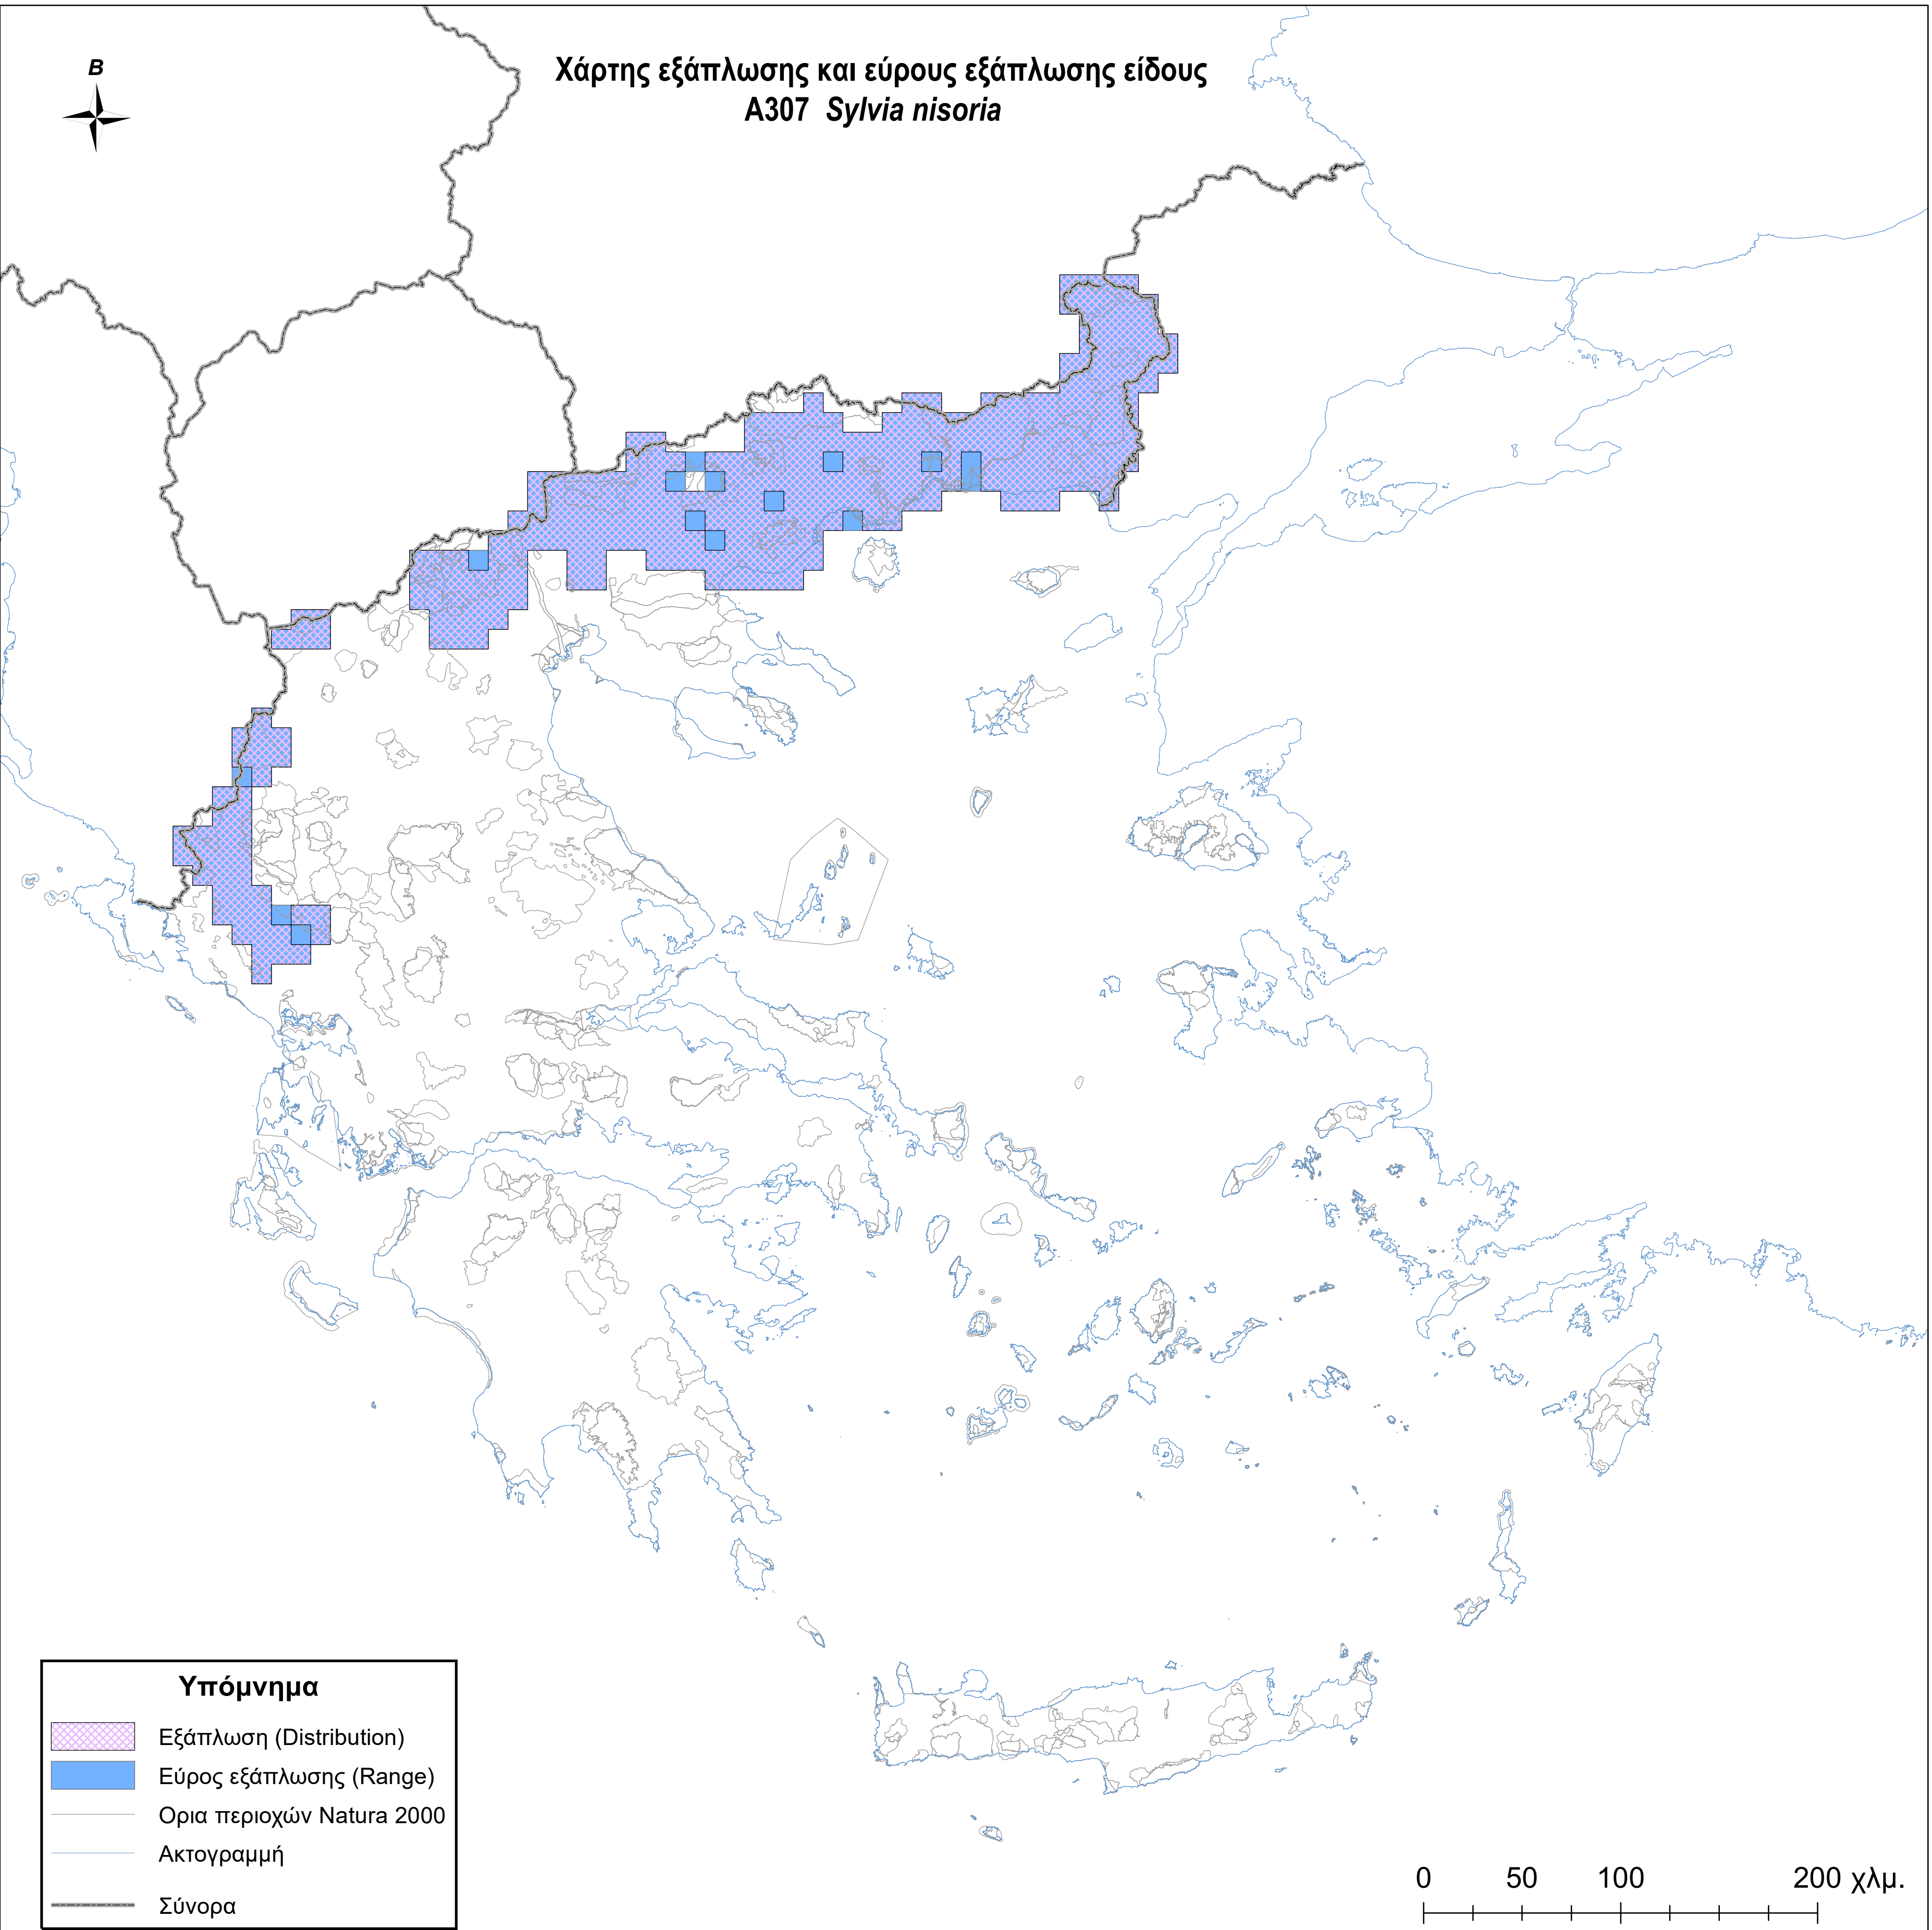 Β
Χάρτης εξάπλωσης και εύρους εξάπλωσης είδους
A307 Sylvia nisoria
Υπόμνημα
Εξάπλωση (Distribution)
Εύρος εξάπλωσης (Range)
Ορια περιοχών Natura 2000
Ακτογραμμή
Σύνορα
0 50 100 200 χλμ.